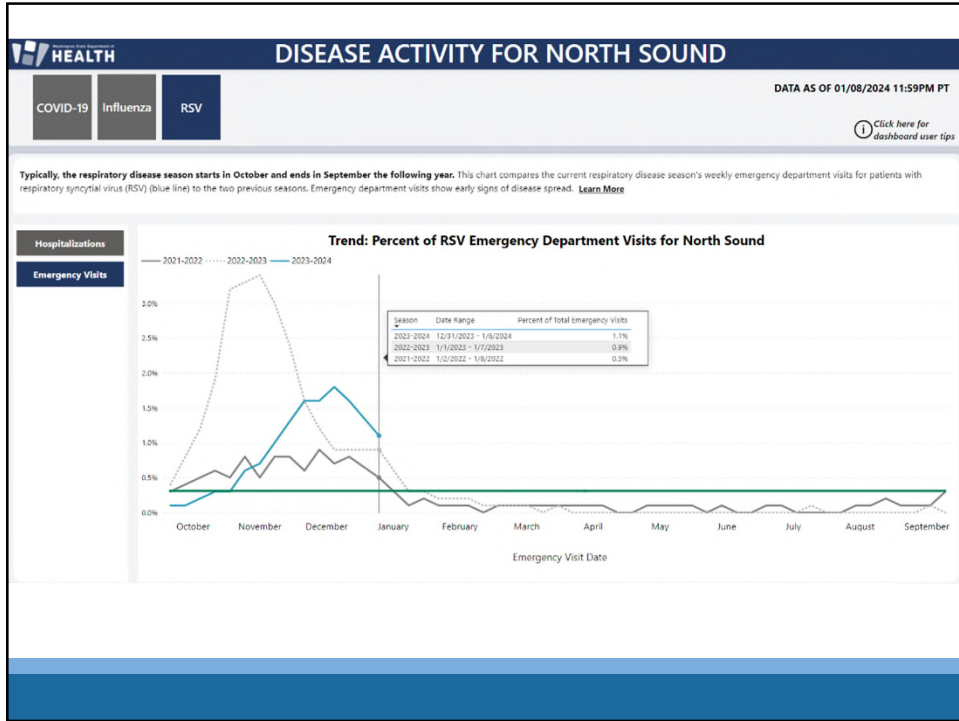 Washington State Department of
HEALTH
DISEASE ACTIVITY FOR NORTH SOUND
COVID-19
Influenza
RSV
DATA AS OF 01/08/2024 11:59PM PT
Click here for
dashboard user tips
Typically, the respiratory disease season starts in October and ends in September the following year. This chart compares the current respiratory disease season's weekly emergency department visits for patients with
respiratory syncytial virus (RSV) (blue line) to the two previous seasons. Emergency department visits show early signs of disease spread. Learn More
Hospitalizations
Emergency Visits
Trend: Percent of RSV Emergency Department Visits for North Sound
2021-2022 2022-2023 2023-2024
3.0%
2.5%
2.0%
1.5%
1.0%
0.5%
0.0%
Season Date Range Percent of Total Emergency Visits
2023-2024 12/31/2023 - 1/6/2024 1.1%
2022-2023 1/1/2023 - 1/7/2023 0.9%
2021-2022 1/2/2022 - 1/8/2022 0.5%
October November December January February March April May June July August September
Emergency Visit Date